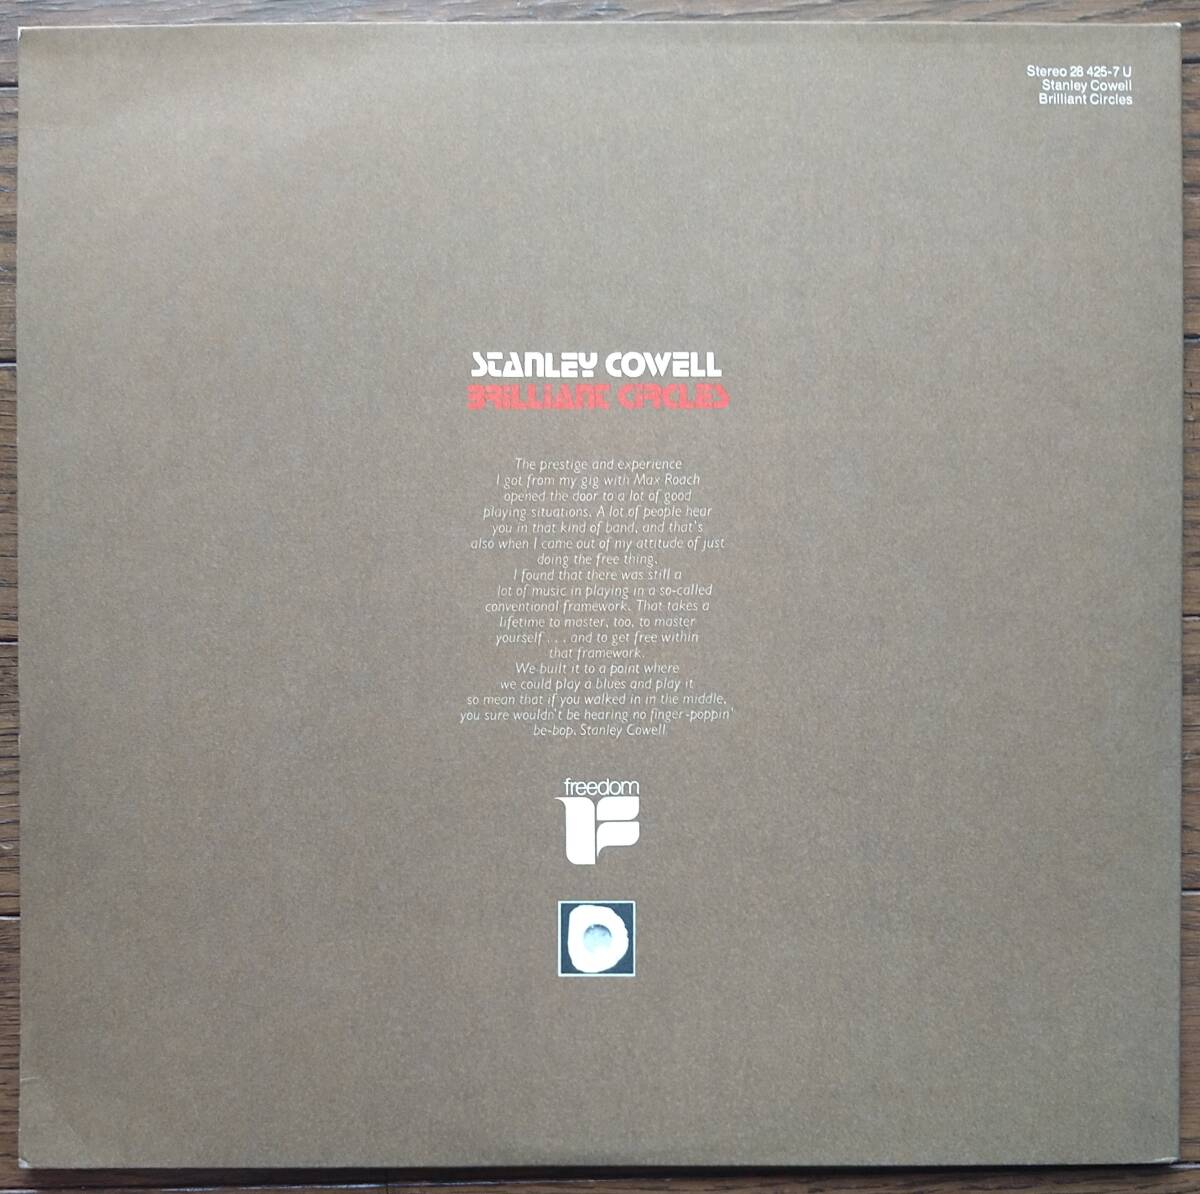 Stereo 28 425-7 U
Stanley Cowell
Brilliant Circles
STANLEY COWELL
BRILLIANT CIRCLES
The prestige and experience
I got from my gig with Max Roach
opened the door to a lot of good
playing situations. A lot of people hear
you in that kind of band, and that's
also when I came out of my attitude of just
doing the free thing.
I found that there was still a
lot of music in playing in a so-called
conventional framework. That takes a
lifetime to master, too, to master
yourself . . . and to get free within
that framework.
We built it to a point where
we could play a blues and play it
so mean that if you walked in in the middle,
you sure wouldn't be hearing no finger-poppin'
be-bop. Stanley Cowell
freedom
F
D